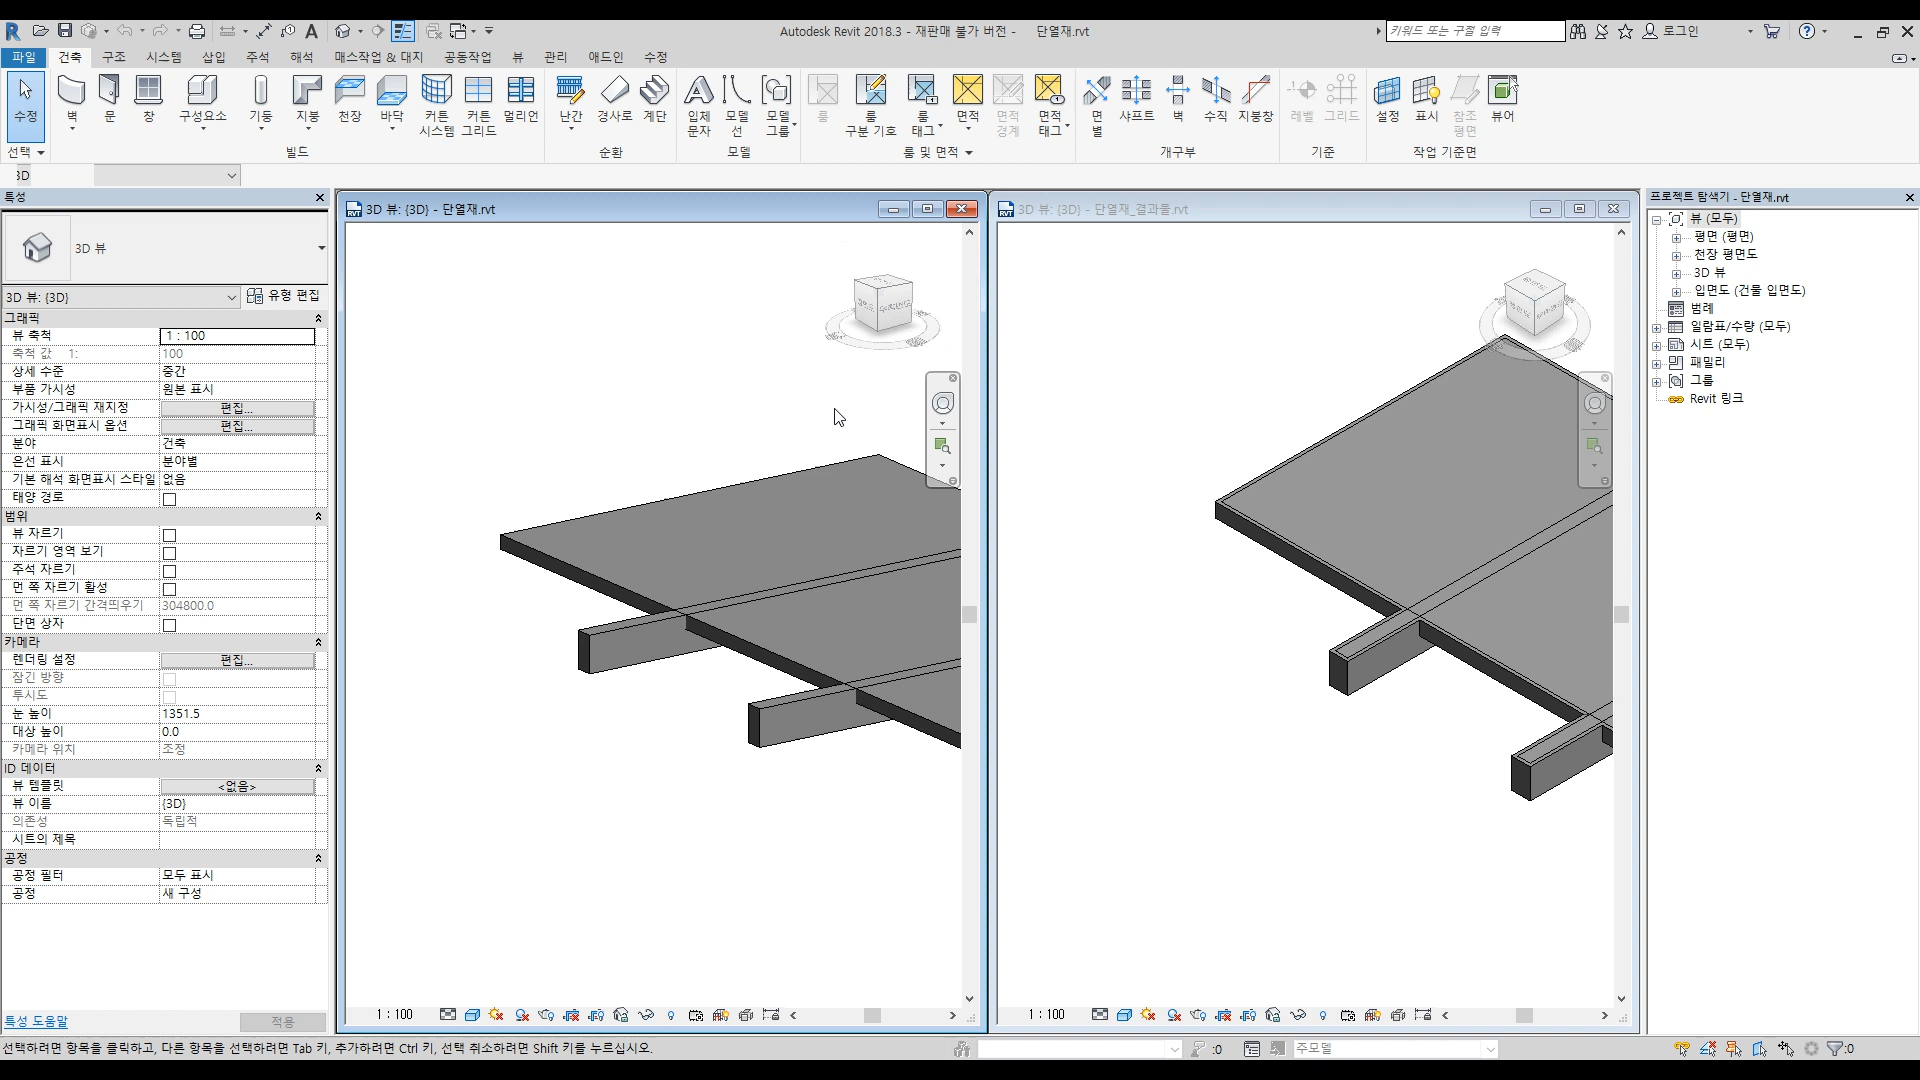 Autodesk Revit 2018.3 - 재판매 불가 버전 - 단열재.rvt
키워드 또는 구절 입력
로그인
파일 건축 구조 시스템 삽입 주석 해석 매스작업 & 대지 공동작업 뷰 관리 애드인 수정
수정 벽 문 창 구성요소 기둥 지붕 천장 바닥 커튼 시스템 커튼 그리드 멀리언 난간 경사로 계단 입체 문자 모델 선 모델 그룹 룸 룸 구분 기호 룸 태그 면적 면적 경계 면적 태그 면별 샤프트 벽 수직 지붕창 레벨 그리드 설정 표시 참조 평면 뷰어
선택 빌드 순환 모델 룸 및 면적 개구부 기준 작업 기준면
3D
특성
3D 뷰
3D 뷰: {3D} 유형 편집
그래픽
뷰 축척 1 : 100
축척 값 1: 100
상세 수준 중간
부품 가시성 원본 표시
가시성/그래픽 재지정 편집...
그래픽 화면표시 옵션 편집...
분야 건축
은선 표시 분야별
기본 해석 화면표시 스타일 없음
태양 경로
범위
뷰 자르기
자르기 영역 보기
주석 자르기
먼 쪽 자르기 활성
먼 쪽 자르기 간격띄우기 304800.0
단면 상자
카메라
렌더링 설정 편집...
잠긴 방향
투시도
눈 높이 1351.5
대상 높이 0.0
카메라 위치 조정
ID 데이터
뷰 템플릿 <없음>
뷰 이름 {3D}
의존성 독립적
시트의 제목
공정
공정 필터 모두 표시
공정 새 구성
특성 도움말 적용
3D 뷰: {3D} - 단열재.rvt
1 : 100
3D 뷰: {3D} - 단열재_결과물.rvt
1 : 100
프로젝트 탐색기 - 단열재.rvt
뷰 (모두)
평면 (평면)
천장 평면도
3D 뷰
입면도 (건물 입면도)
범례
일람표/수량 (모두)
시트 (모두)
패밀리
그룹
Revit 링크
선택하려면 항목을 클릭하고, 다른 항목을 선택하려면 Tab 키, 추가하려면 Ctrl 키, 선택 취소하려면 Shift 키를 누르십시오.
:0
주모델
:0